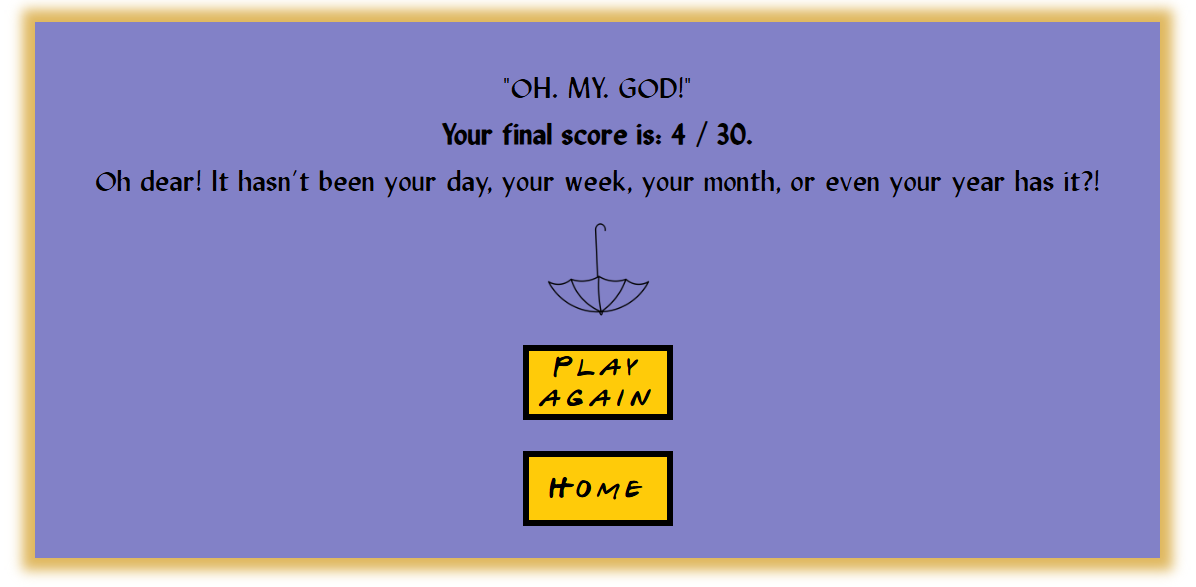 "OH. MY. GOD!"
Your final score is: 4 / 30.
Oh dear! It hasn't been your day, your week, your month, or even your year has it?!
PLAY
AGAIN
HOME